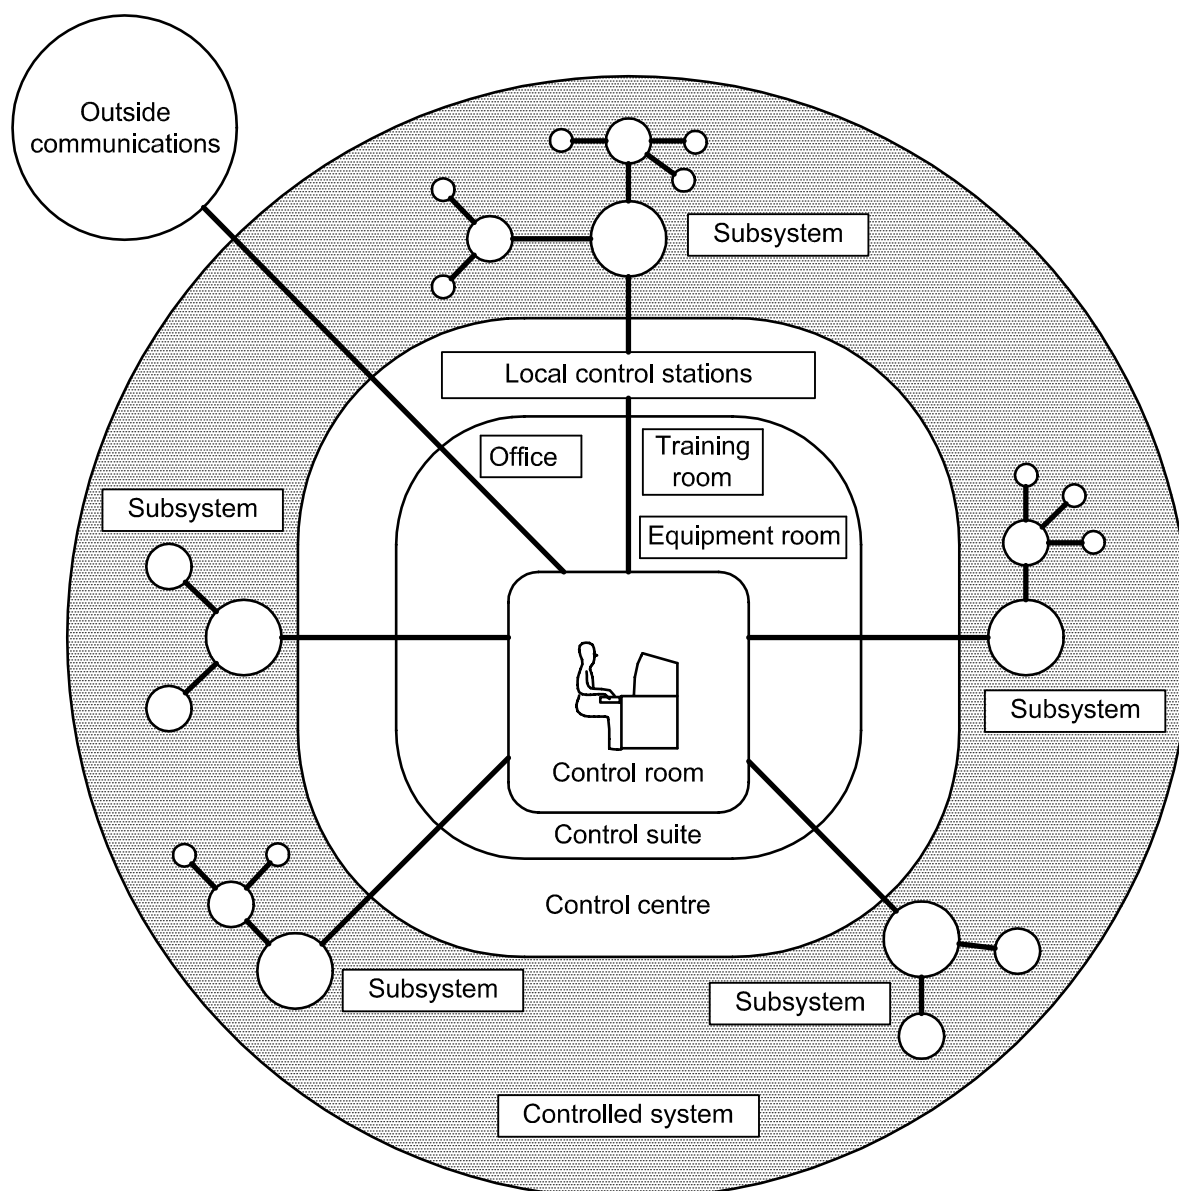 Outside
communications
Subsystem
Local control stations
Office
Training
room
Subsystem
Equipment room
Subsystem
Control room
Control suite
Control centre
Subsystem
Subsystem
Controlled system